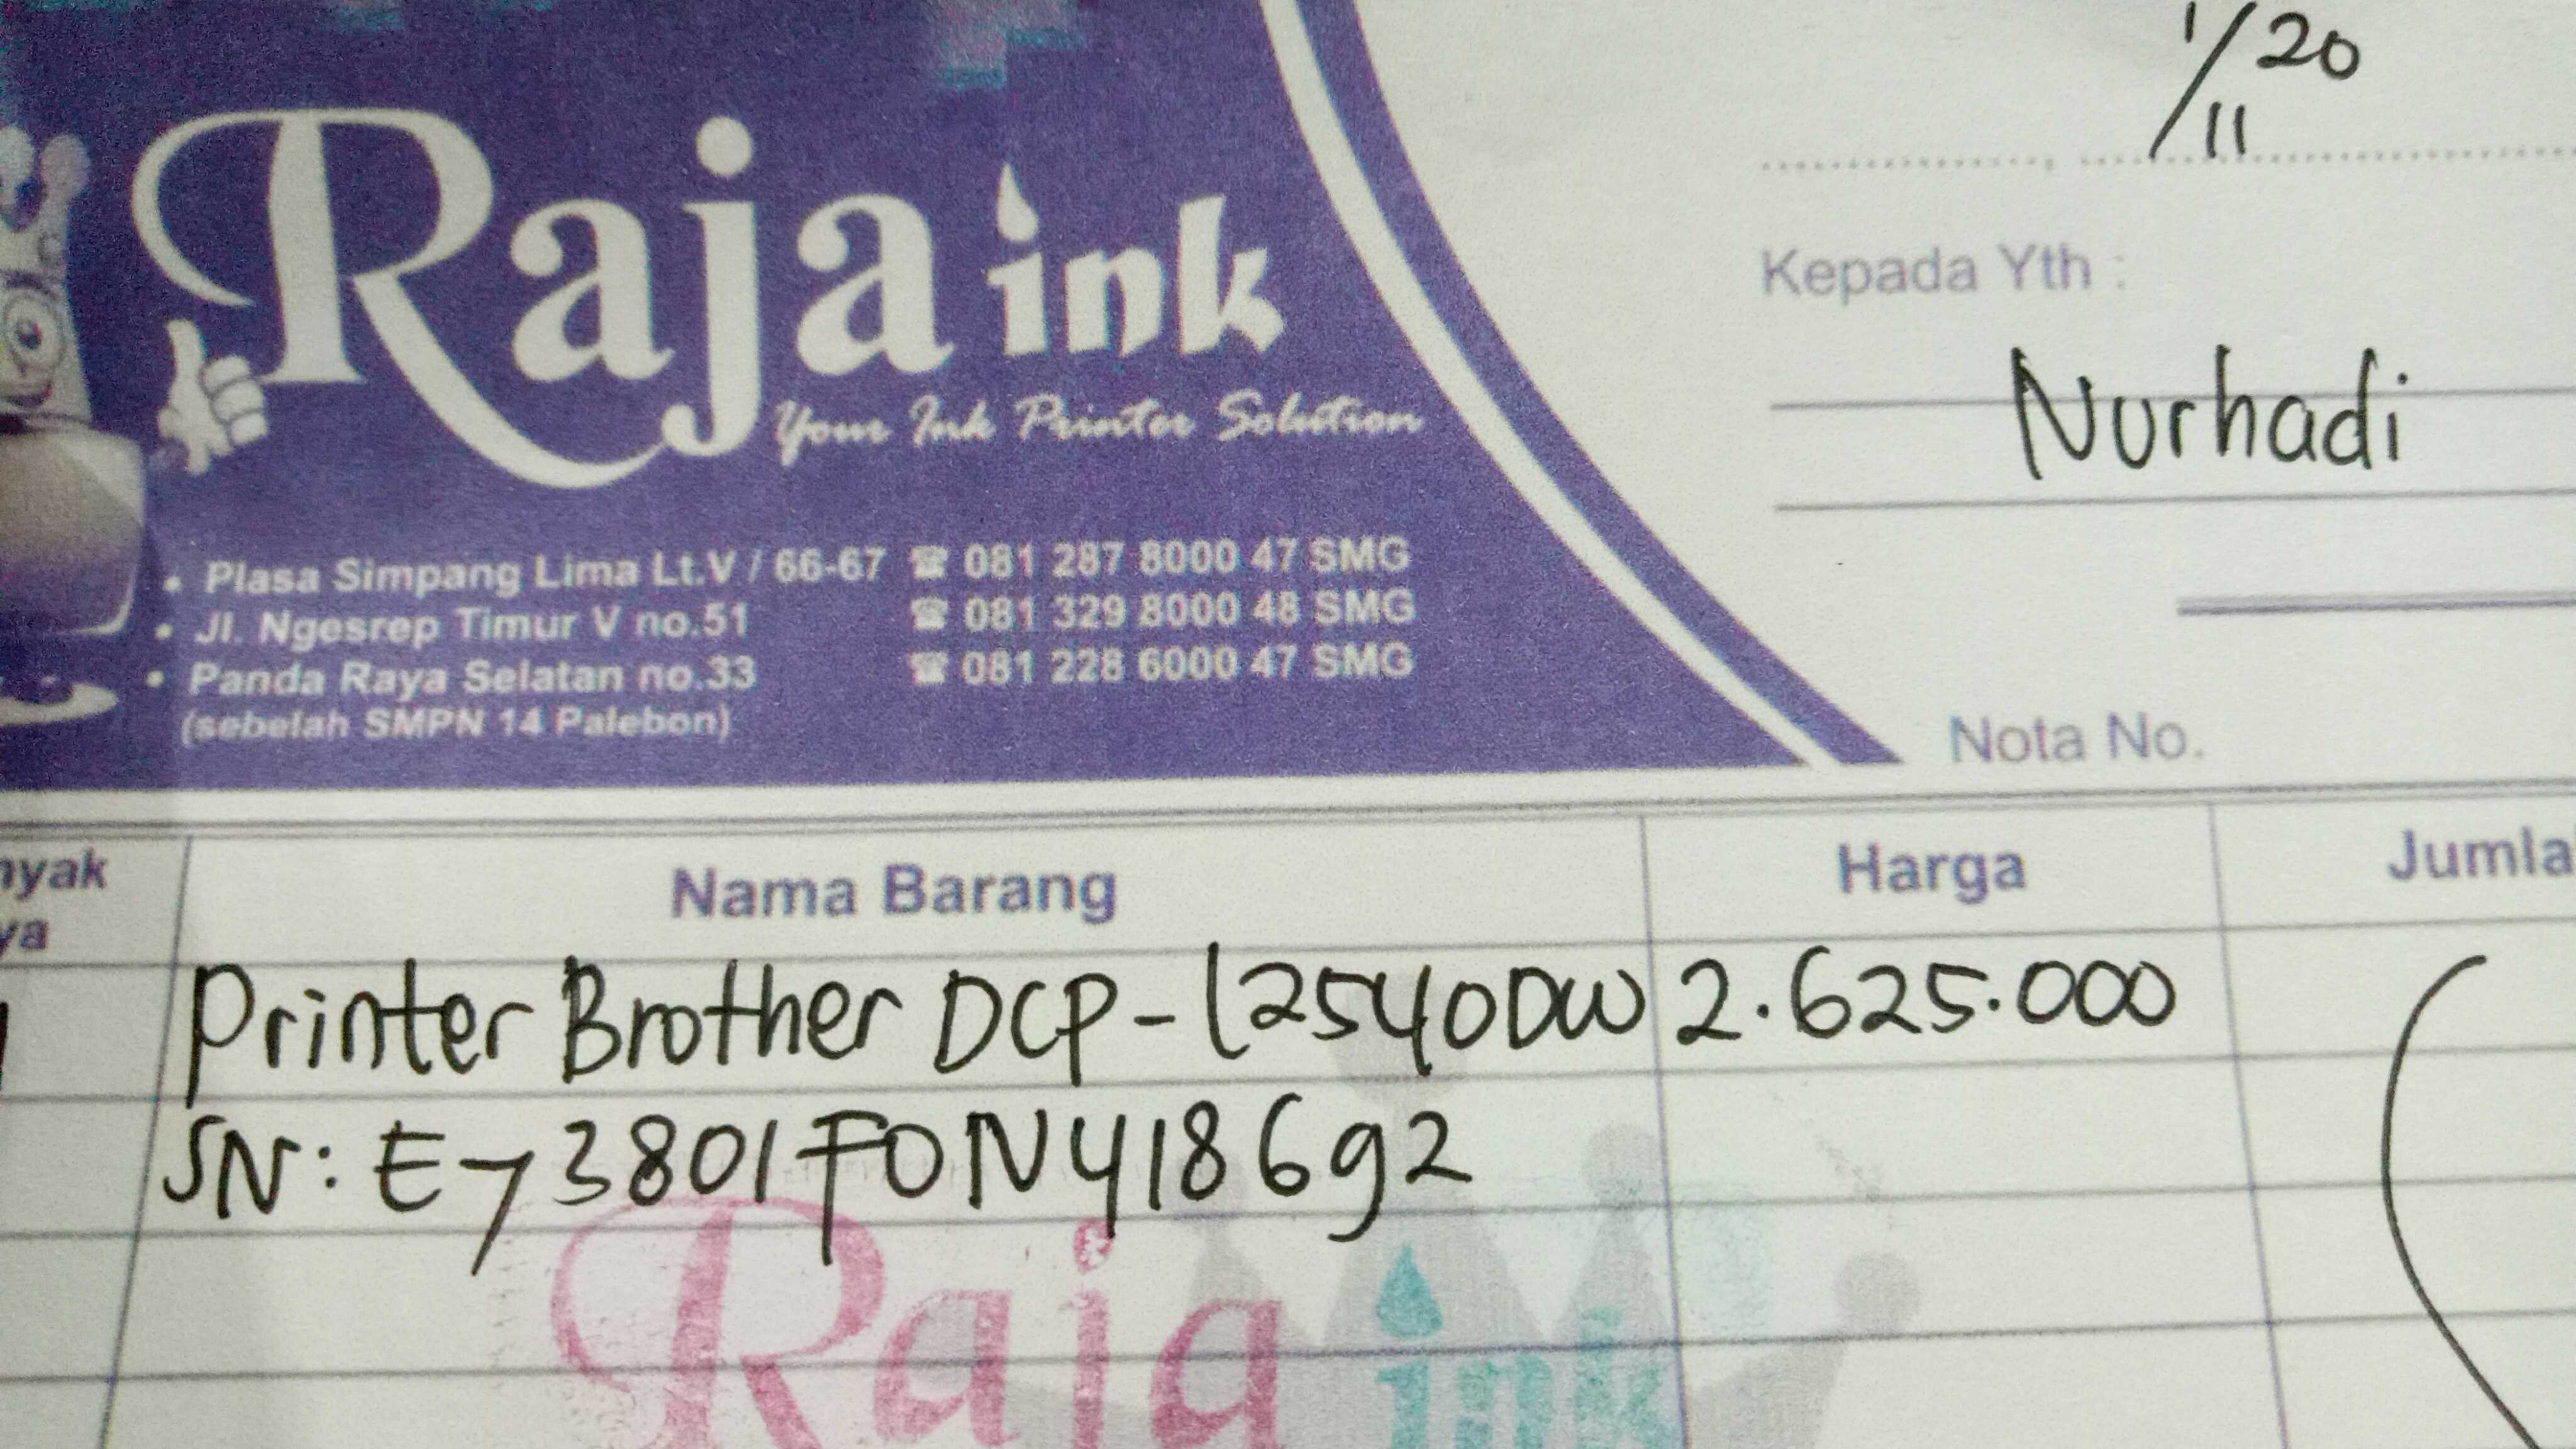 1/11 20
Raja ink
Your Ink Printer Solution
• Plasa Simpang Lima Lt.V / 66-67 ☎ 081 287 8000 47 SMG
• Jl. Ngesrep Timur V no.51 ☎ 081 329 8000 48 SMG
• Panda Raya Selatan no.33 ☎ 081 228 6000 47 SMG
(sebelah SMPN 14 Palebon)
Kepada Yth :
Nurhadi
Nota No.
nyak
ya
Nama Barang Harga Jumla
Printer Brother DCP-L2540DW 2.625.000
SN: E73801F0N418692
Raja ink